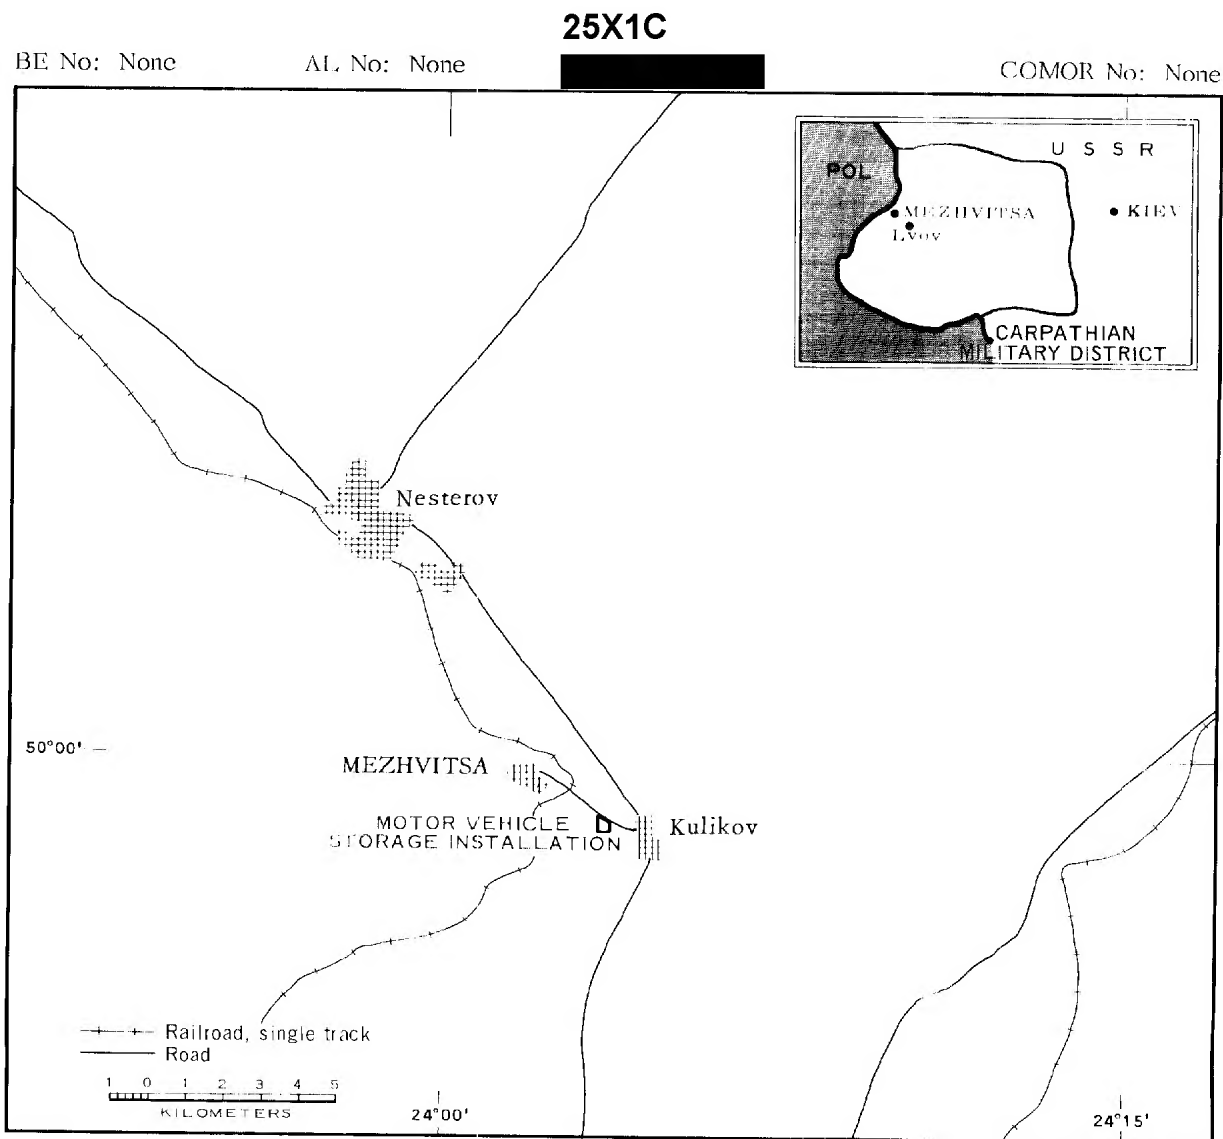 25X1C
BE No: None
AL No: None
COMOR No: None
U S S R
POL
MEZHVITSA
KIEV
Lvov
CARPATHIAN
MILITARY DISTRICT
Nesterov
50°00'
MEZHVITSA
MOTOR VEHICLE
STORAGE INSTALLATION
Kulikov
Railroad, single track
Road
1 0 1 2 3 4 5
KILOMETERS
24°00'
24°15'